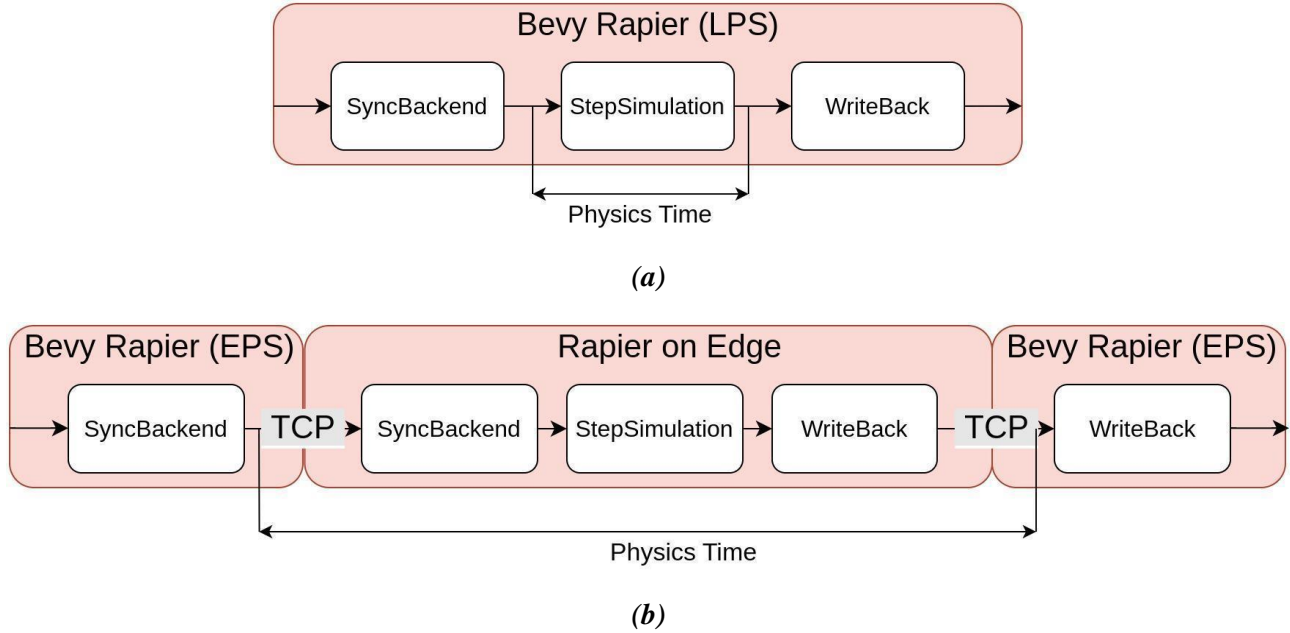 Bevy Rapier (LPS)
SyncBackend
StepSimulation
WriteBack
Physics Time
(a)
Bevy Rapier (EPS)
Rapier on Edge
Bevy Rapier (EPS)
SyncBackend
TCP
SyncBackend
StepSimulation
WriteBack
TCP
WriteBack
Physics Time
(b)